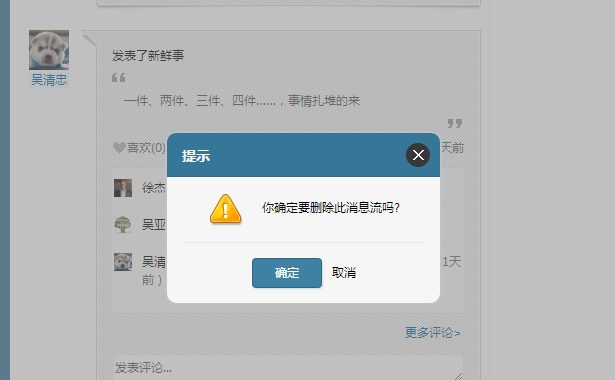 发表了新鲜事
吴清忠
一件、两件、三件、四件……，事情扎堆的来
喜欢(0)
天前
提示
徐杰
你确定要删除此消息流吗?
吴亚
吴清
1天
前）
确定 取消
更多评论>
发表评论...